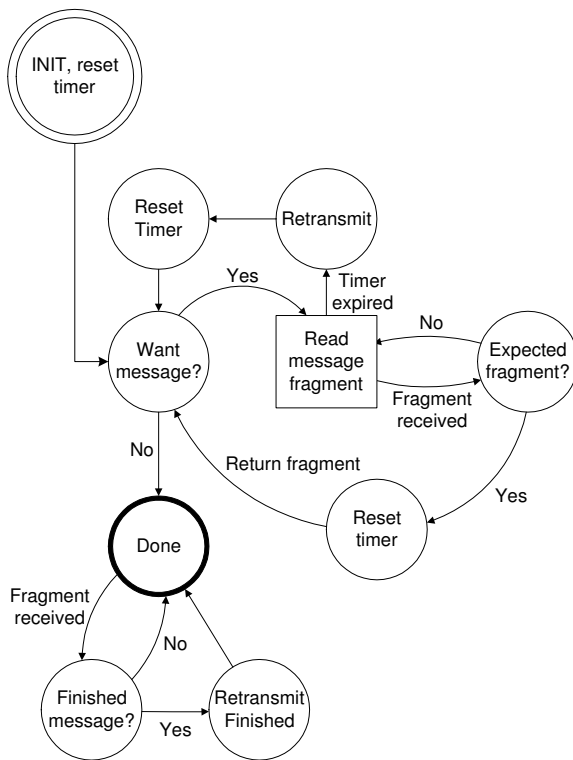 INIT, reset
timer
Reset
Timer
Retransmit
Yes
Timer
expired
Want
message?
Read
message
fragment
No
Expected
fragment?
Fragment
received
No
Return fragment
Yes
Reset
timer
Done
Fragment
received
No
Finished
message?
Yes
Retransmit
Finished